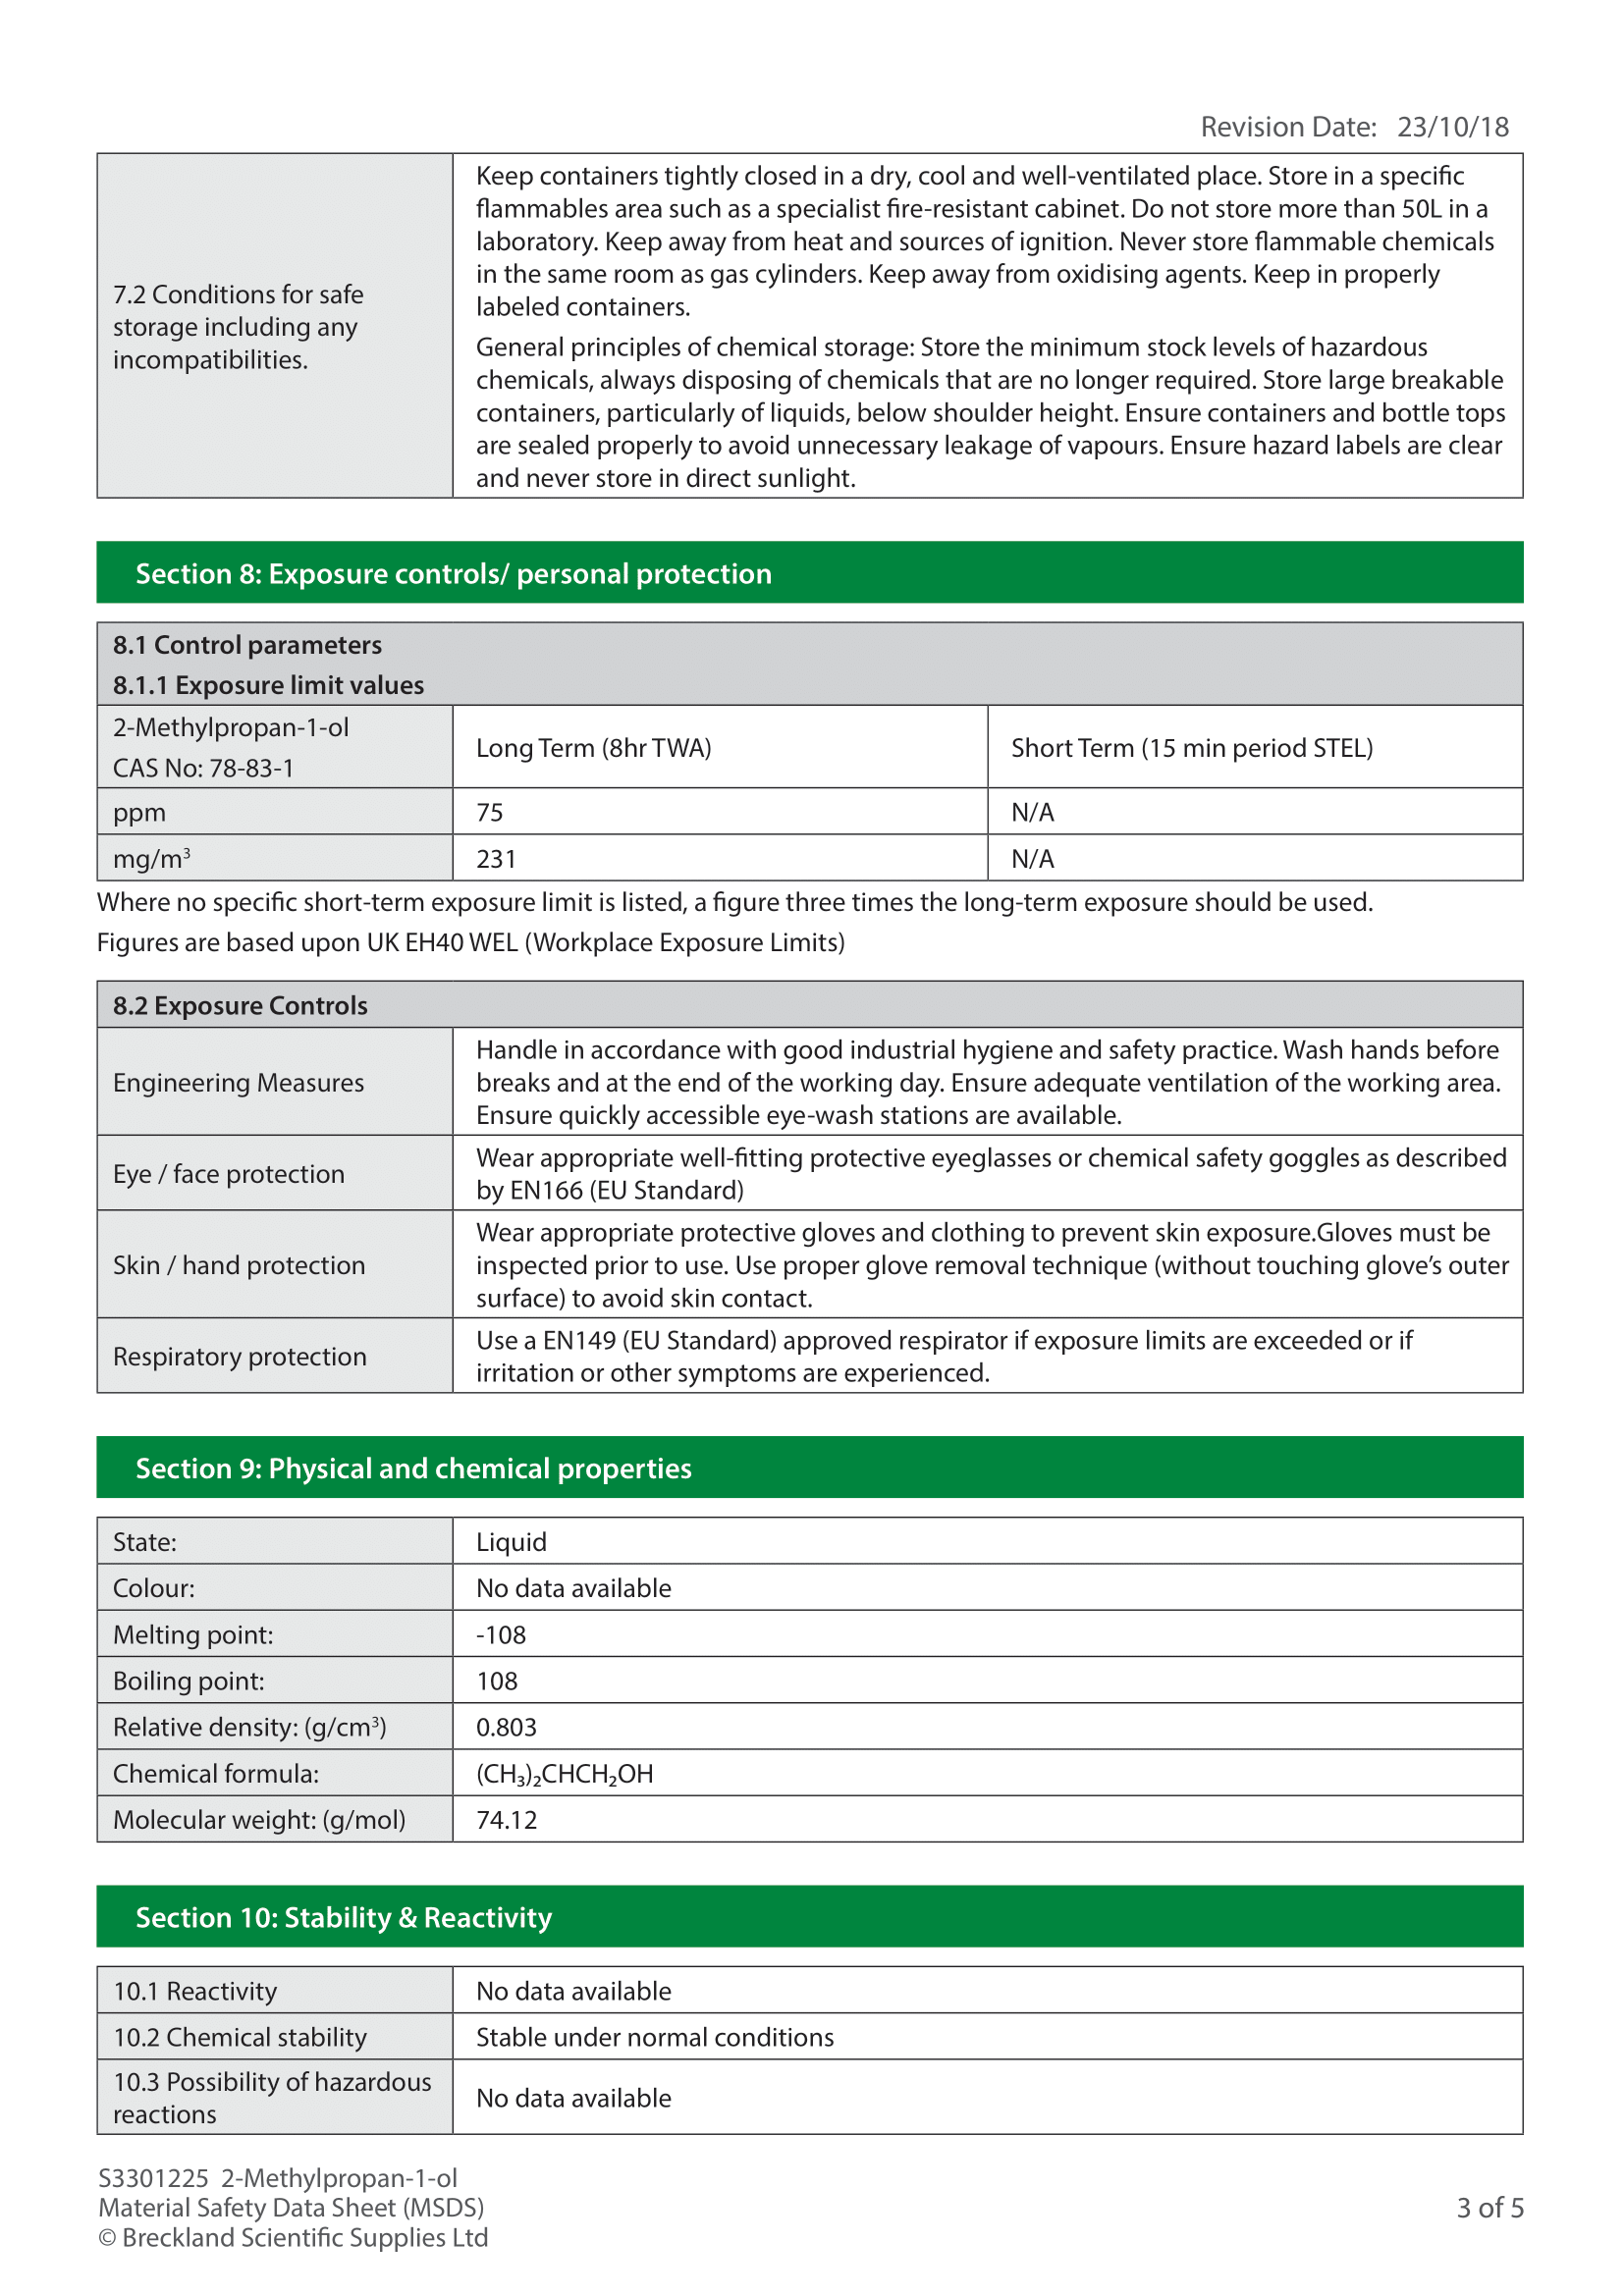 Revision Date: 23/10/18
7.2 Conditions for safe
storage including any
incompatibilities.
Keep containers tightly closed in a dry, cool and well-ventilated place. Store in a specific
flammables area such as a specialist fire-resistant cabinet. Do not store more than 50L in a
laboratory. Keep away from heat and sources of ignition. Never store flammable chemicals
in the same room as gas cylinders. Keep away from oxidising agents. Keep in properly
labeled containers.
General principles of chemical storage: Store the minimum stock levels of hazardous
chemicals, always disposing of chemicals that are no longer required. Store large breakable
containers, particularly of liquids, below shoulder height. Ensure containers and bottle tops
are sealed properly to avoid unnecessary leakage of vapours. Ensure hazard labels are clear
and never store in direct sunlight.
Section 8: Exposure controls/ personal protection
8.1 Control parameters
8.1.1 Exposure limit values
2-Methylpropan-1-ol
CAS No: 78-83-1
Long Term (8hr TWA)
Short Term (15 min period STEL)
ppm
75
N/A
mg/m³
231
N/A
Where no specific short-term exposure limit is listed, a figure three times the long-term exposure should be used.
Figures are based upon UK EH40 WEL (Workplace Exposure Limits)
8.2 Exposure Controls
Engineering Measures
Handle in accordance with good industrial hygiene and safety practice. Wash hands before
breaks and at the end of the working day. Ensure adequate ventilation of the working area.
Ensure quickly accessible eye-wash stations are available.
Eye / face protection
Wear appropriate well-fitting protective eyeglasses or chemical safety goggles as described
by EN166 (EU Standard)
Skin / hand protection
Wear appropriate protective gloves and clothing to prevent skin exposure.Gloves must be
inspected prior to use. Use proper glove removal technique (without touching glove’s outer
surface) to avoid skin contact.
Respiratory protection
Use a EN149 (EU Standard) approved respirator if exposure limits are exceeded or if
irritation or other symptoms are experienced.
Section 9: Physical and chemical properties
State:
Liquid
Colour:
No data available
Melting point:
-108
Boiling point:
108
Relative density: (g/cm³)
0.803
Chemical formula:
(CH₃)₂CHCH₂OH
Molecular weight: (g/mol)
74.12
Section 10: Stability & Reactivity
10.1 Reactivity
No data available
10.2 Chemical stability
Stable under normal conditions
10.3 Possibility of hazardous
reactions
No data available
S3301225 2-Methylpropan-1-ol
Material Safety Data Sheet (MSDS)
© Breckland Scientific Supplies Ltd
3 of 5